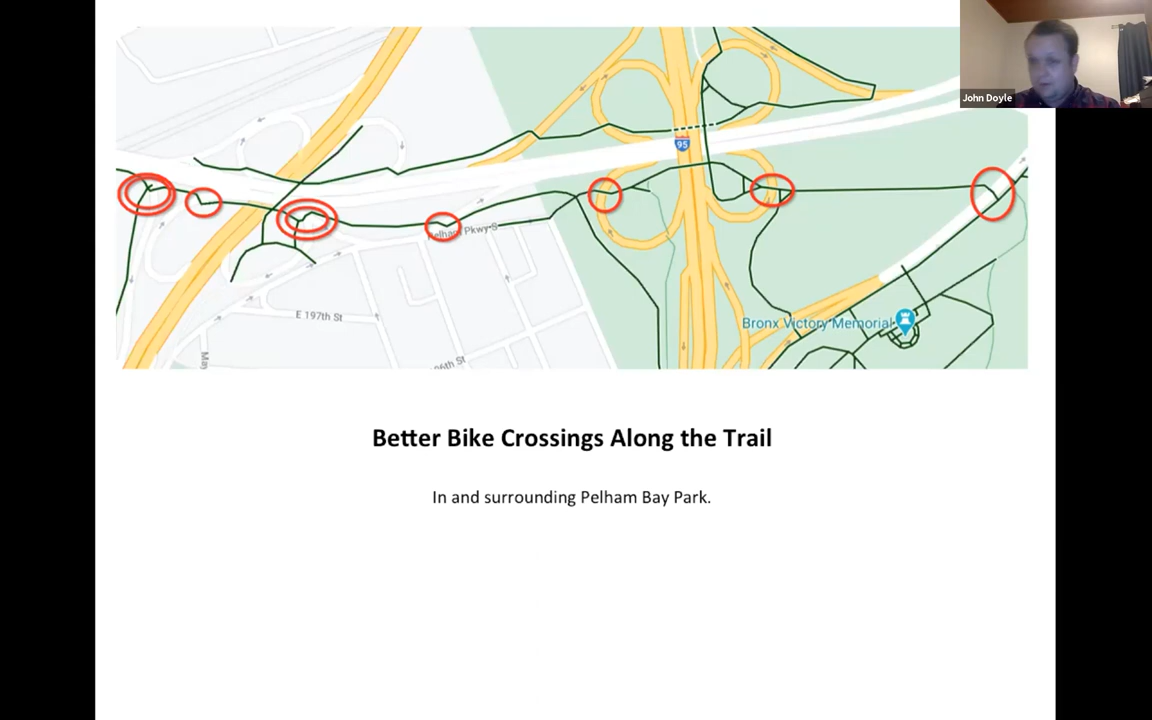 John Doyle
95
Pelham Pkwy S
Bronx Victory Memorial
E 197th St
Better Bike Crossings Along the Trail
In and surrounding Pelham Bay Park.